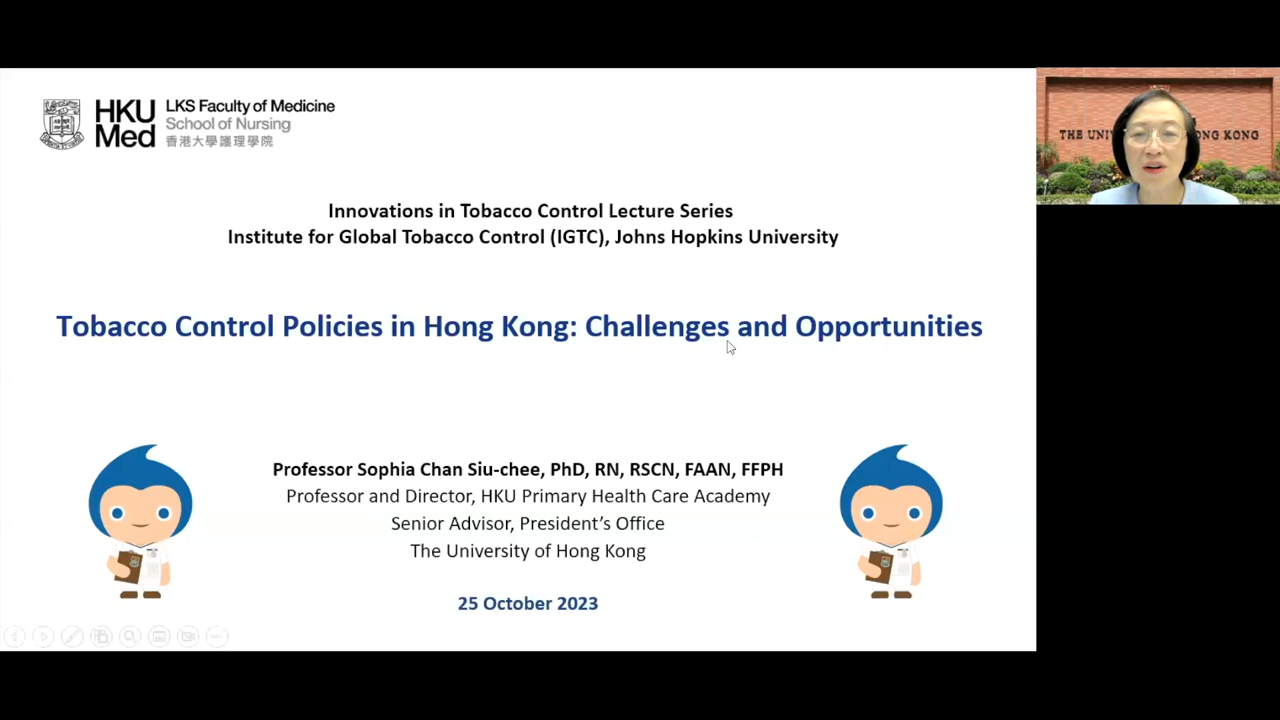 HKU
Med
LKS Faculty of Medicine
School of Nursing
香港大學護理學院
THE UNI ONG KONG
Innovations in Tobacco Control Lecture Series
Institute for Global Tobacco Control (IGTC), Johns Hopkins University
Tobacco Control Policies in Hong Kong: Challenges and Opportunities
Professor Sophia Chan Siu-chee, PhD, RN, RSCN, FAAN, FFPH
Professor and Director, HKU Primary Health Care Academy
Senior Advisor, President's Office
The University of Hong Kong
25 October 2023